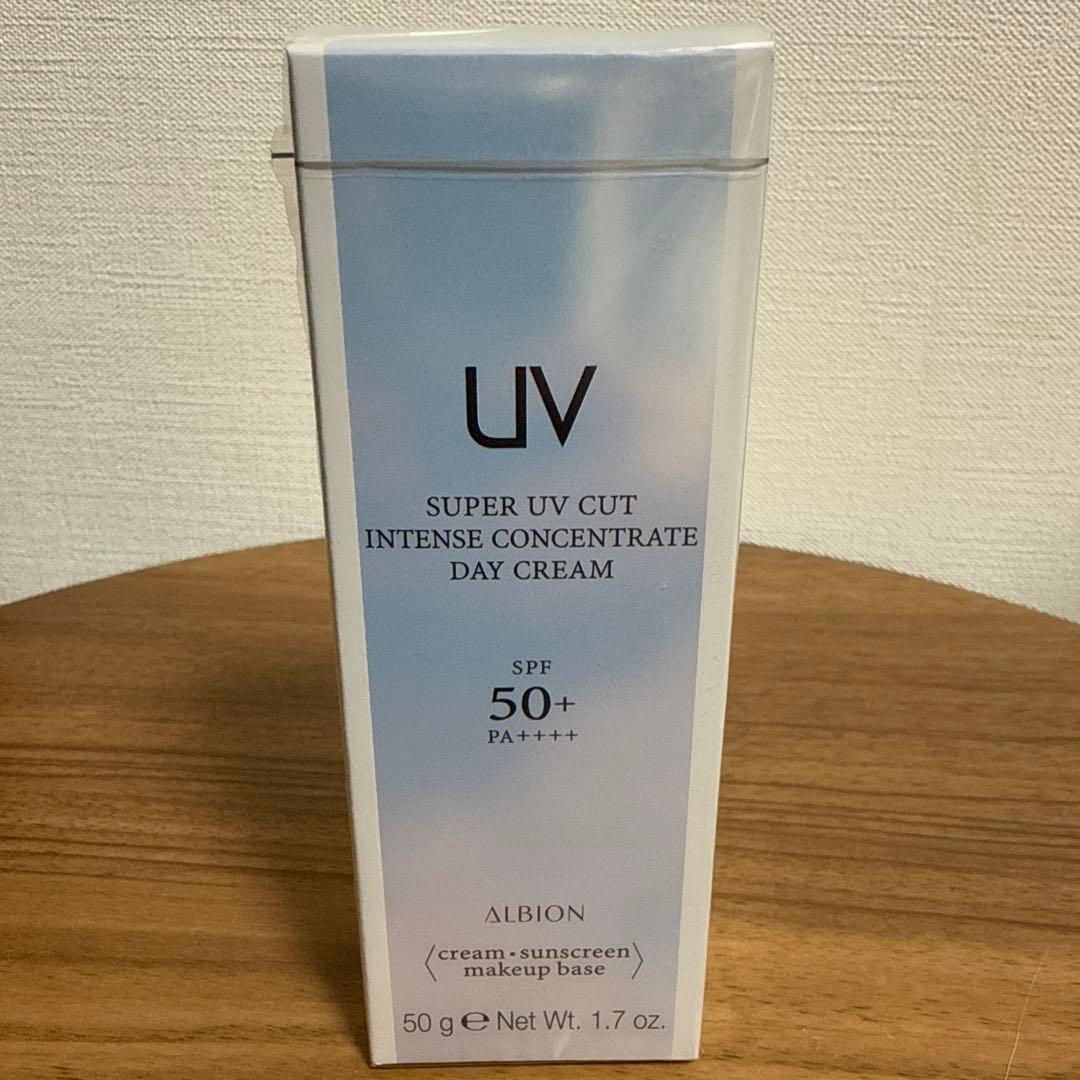 UV
SUPER UV CUT
INTENSE CONCENTRATE
DAY CREAM
SPF
50+
PA++++
ALBION
〈cream・sunscreen
makeup base〉
50 g ℮ Net Wt. 1.7 oz.